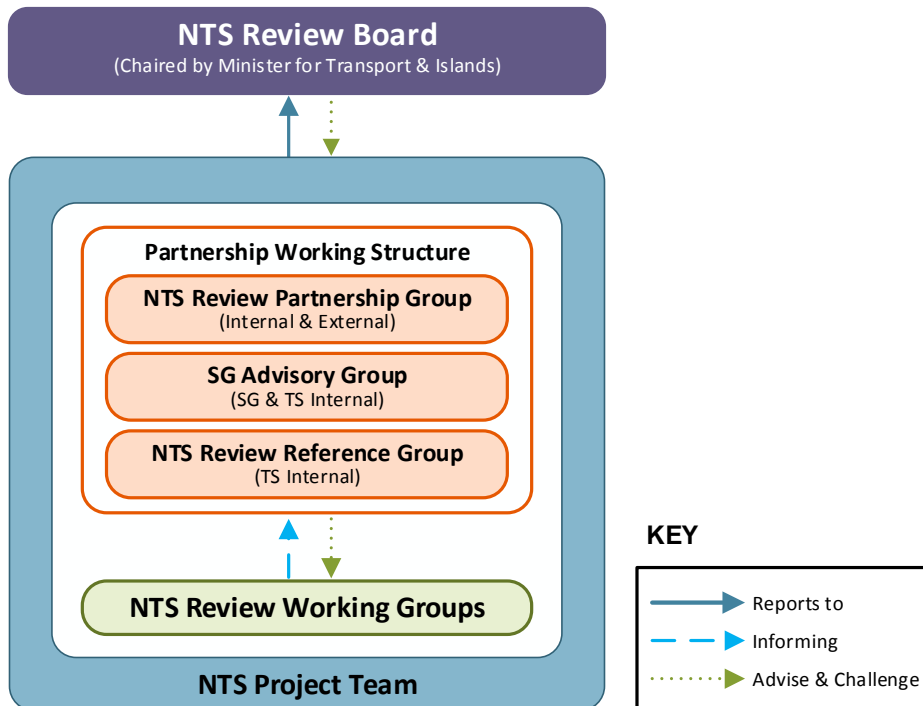 NTS Review Board
(Chaired by Minister for Transport & Islands)
Partnership Working Structure
NTS Review Partnership Group
(Internal & External)
SG Advisory Group
(SG & TS Internal)
NTS Review Reference Group
(TS Internal)
NTS Review Working Groups
NTS Project Team
KEY
Reports to
Informing
Advise & Challenge